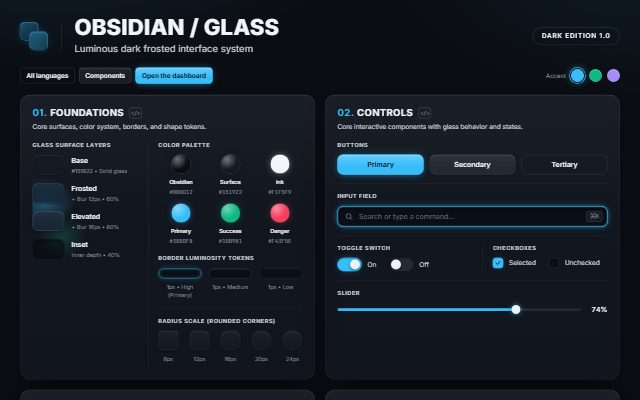 OBSIDIAN / GLASS
Luminous dark frosted interface system
DARK EDITION 1.0
All languages
Components
Open the dashboard
Accent
01. FOUNDATIONS </>
Core surfaces, color system, borders, and shape tokens.
GLASS SURFACE LAYERS
Base
#151922 • Solid glass
Frosted
+ Blur 12px + 80%
Elevated
+ Blur 16px + 80%
Inset
Inner depth + 40%
COLOR PALETTE
Obsidian
Surface
Ink
#0B0D12
#151922
#F1F5F9
Primary
Success
Danger
#38BDF8
#10B981
#F43F5E
BORDER LUMINOSITY TOKENS
1px • High (Primary)
1px • Medium
1px • Low
RADIUS SCALE (ROUNDED CORNERS)
8px
12px
16px
20px
24px
02. CONTROLS </>
Core interactive components with glass behavior and states.
BUTTONS
Primary
Secondary
Tertiary
INPUT FIELD
Search or type a command...
⌘K
TOGGLE SWITCH
On
Off
CHECKBOXES
Selected
Unchecked
SLIDER
74%